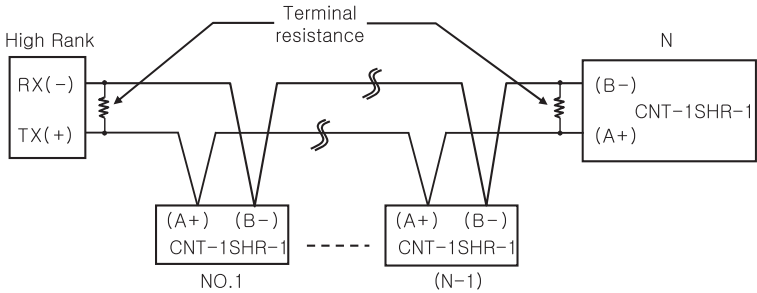 Terminal
resistance
High Rank
RX(-)
TX(+)
N
(B-)
CNT-1SHR-1
(A+)
(A+) (B-)
CNT-1SHR-1
NO.1
(A+) (B-)
CNT-1SHR-1
(N-1)